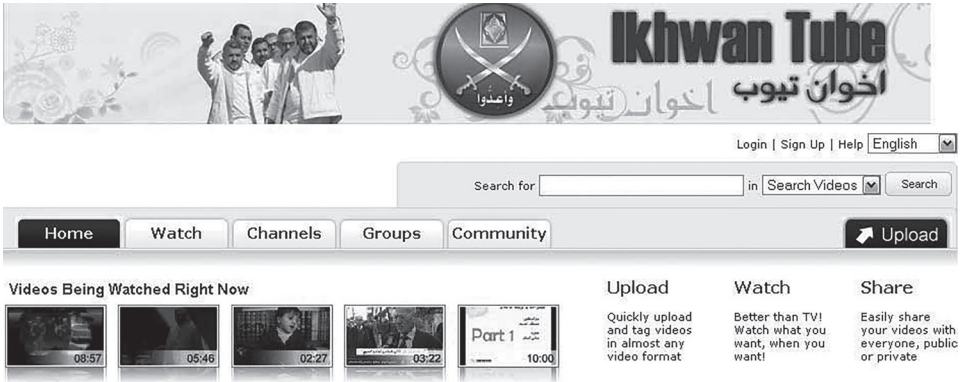 Ikhwan Tube
اخوان تيوب
اخوان تيوب
وأعدوا
Login | Sign Up | Help English
Search for in Search Videos Search
Home Watch Channels Groups Community Upload
Videos Being Watched Right Now
08:57 05:46 02:27 03:22 Part 1 10:00
Upload
Quickly upload
and tag videos
in almost any
video format
Watch
Better than TV!
Watch what you
want, when you
want!
Share
Easily share
your videos with
everyone, public
or private